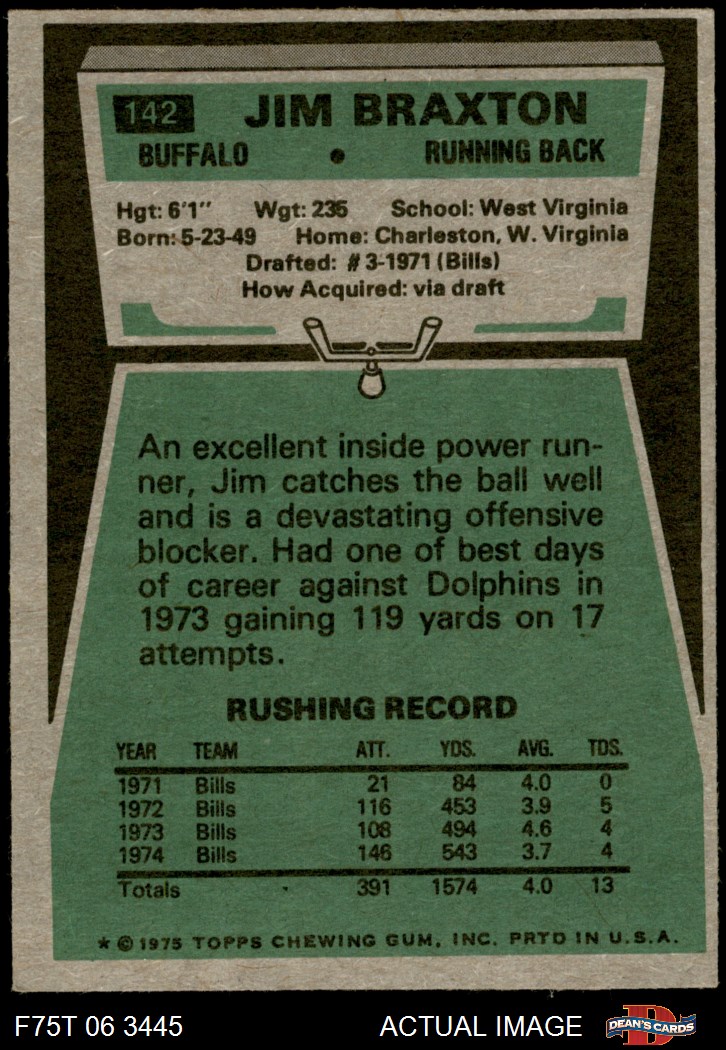 142 JIM BRAXTON
BUFFALO • RUNNING BACK
Hgt: 6'1" Wgt: 235 School: West Virginia
Born: 5-23-49 Home: Charleston, W. Virginia
Drafted: #3-1971 (Bills)
How Acquired: via draft
An excellent inside power run-
ner, Jim catches the ball well
and is a devastating offensive
blocker. Had one of best days
of career against Dolphins in
1973 gaining 119 yards on 17
attempts.
RUSHING RECORD
YEAR TEAM ATT. YDS. AVG. TDS.
1971 Bills 21 84 4.0 0
1972 Bills 116 453 3.9 5
1973 Bills 108 494 4.6 4
1974 Bills 146 543 3.7 4
Totals 391 1574 4.0 13
* © 1975 TOPPS CHEWING GUM, INC. PRTD IN U.S.A.
F75T 06 3445 ACTUAL IMAGE D DEAN'S CARDS